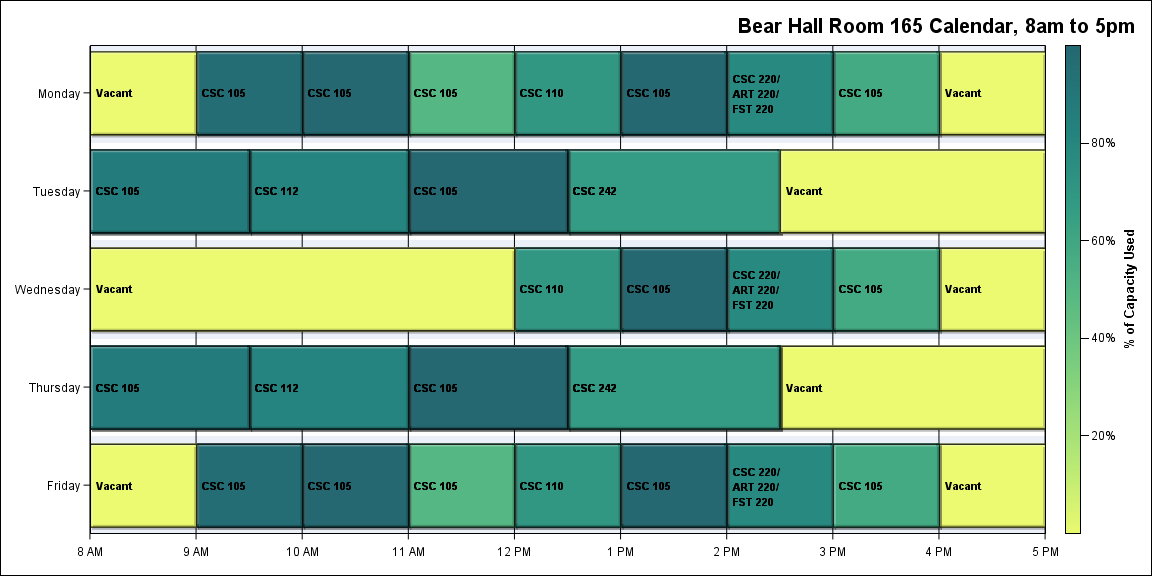 Bear Hall Room 165 Calendar, 8am to 5pm
Monday
Vacant
CSC 105
CSC 105
CSC 105
CSC 110
CSC 105
CSC 220/
ART 220/
FST 220
CSC 105
Vacant
Tuesday
CSC 105
CSC 112
CSC 105
CSC 242
Vacant
Wednesday
Vacant
CSC 110
CSC 105
CSC 220/
ART 220/
FST 220
CSC 105
Vacant
Thursday
CSC 105
CSC 112
CSC 105
CSC 242
Vacant
Friday
Vacant
CSC 105
CSC 105
CSC 105
CSC 110
CSC 105
CSC 220/
ART 220/
FST 220
CSC 105
Vacant
8 AM
9 AM
10 AM
11 AM
12 PM
1 PM
2 PM
3 PM
4 PM
5 PM
80%
60%
40%
20%
% of Capacity Used